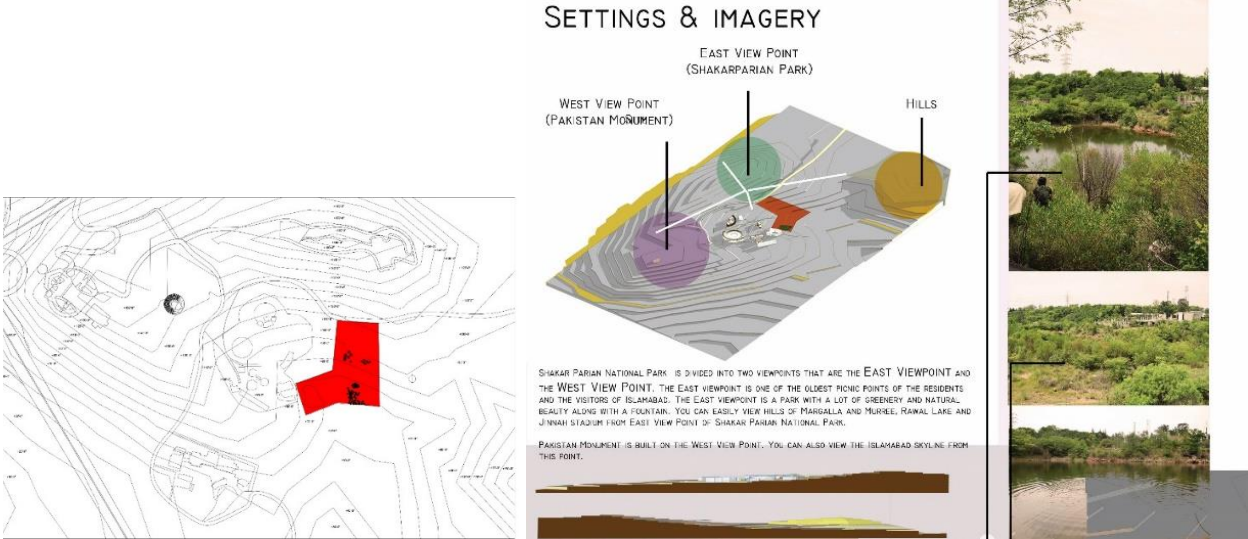 SETTINGS & IMAGERY
EAST VIEW POINT
(SHAKARPARIAN PARK)
WEST VIEW POINT
(PAKISTAN MONUMENT)
HILLS
SHAKAR PARIAN NATIONAL PARK IS DIVIDED INTO TWO VIEWPOINTS THAT ARE THE EAST VIEWPOINT AND
THE WEST VIEW POINT. THE EAST VIEWPOINT IS ONE OF THE OLDEST PICNIC POINTS OF THE RESIDENTS
AND THE VISITORS OF ISLAMABAD. THE EAST VIEWPOINT IS A PARK WITH A LOT OF GREENERY AND NATURAL
BEAUTY ALONG WITH A FOUNTAIN. YOU CAN EASILY VIEW HILLS OF MARGALLA AND MURREE, RAWAL LAKE AND
JINNAH STADIUM FROM EAST VIEW POINT OF SHAKAR PARIAN NATIONAL PARK.
PAKISTAN MONUMENT IS BUILT ON THE WEST VIEW POINT. YOU CAN ALSO VIEW THE ISLAMABAD SKYLINE FROM
THIS POINT.